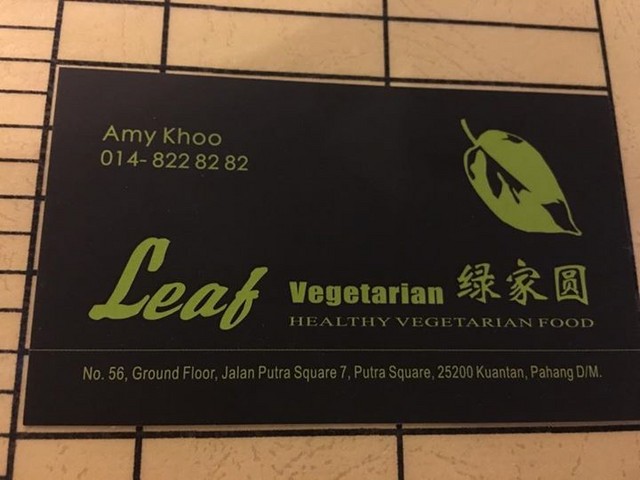 Amy Khoo
014- 822 82 82
Leaf Vegetarian 绿家圆
HEALTHY VEGETARIAN FOOD
No. 56, Ground Floor, Jalan Putra Square 7, Putra Square, 25200 Kuantan, Pahang D/M.